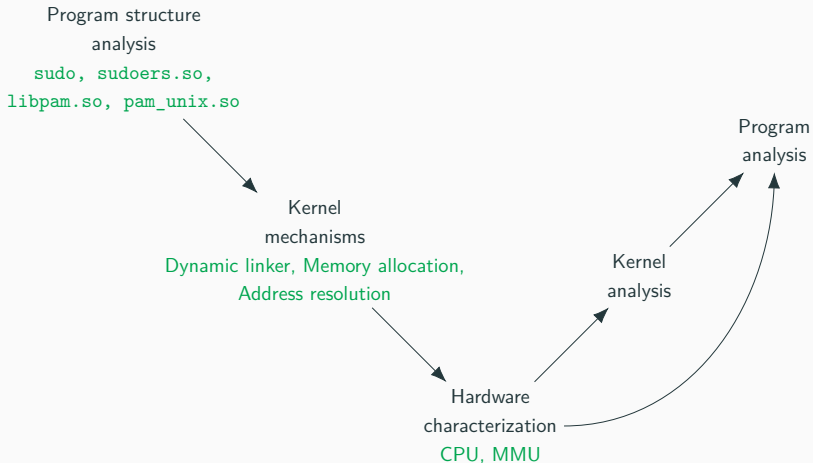 Program structure
analysis
sudo, sudoers.so,
libpam.so, pam_unix.so
Kernel
mechanisms
Dynamic linker, Memory allocation,
Address resolution
Hardware
characterization
CPU, MMU
Kernel
analysis
Program
analysis